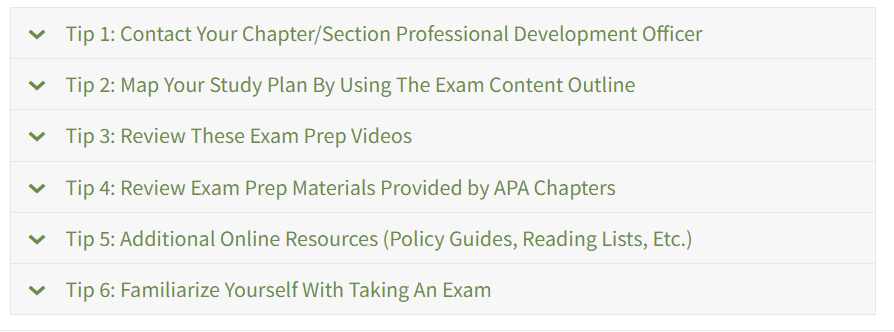 Tip 1: Contact Your Chapter/Section Professional Development Officer
Tip 2: Map Your Study Plan By Using The Exam Content Outline
Tip 3: Review These Exam Prep Videos
Tip 4: Review Exam Prep Materials Provided by APA Chapters
Tip 5: Additional Online Resources (Policy Guides, Reading Lists, Etc.)
Tip 6: Familiarize Yourself With Taking An Exam